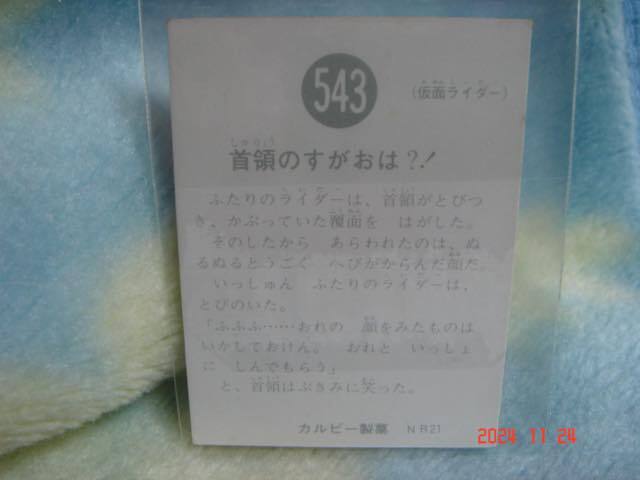 543
(仮面ライダー)
首領のすがおは?!
ふたりのライダーは、首領がとびつ
き、かぶっていた覆面を はがした。
そのしたから あらわれたのは、ぬ
るぬるとうごく へびがからんだ顔だ。
いっしゅん ふたりのライダーは、
とびのいた。
「ふふふ……おれの 顔をみたものは
いかしておけん。 おれと いっしょ
に しんでもらう」
と、首領はぶきみに笑った。
カルビー製菓 NR21
2024 11 24